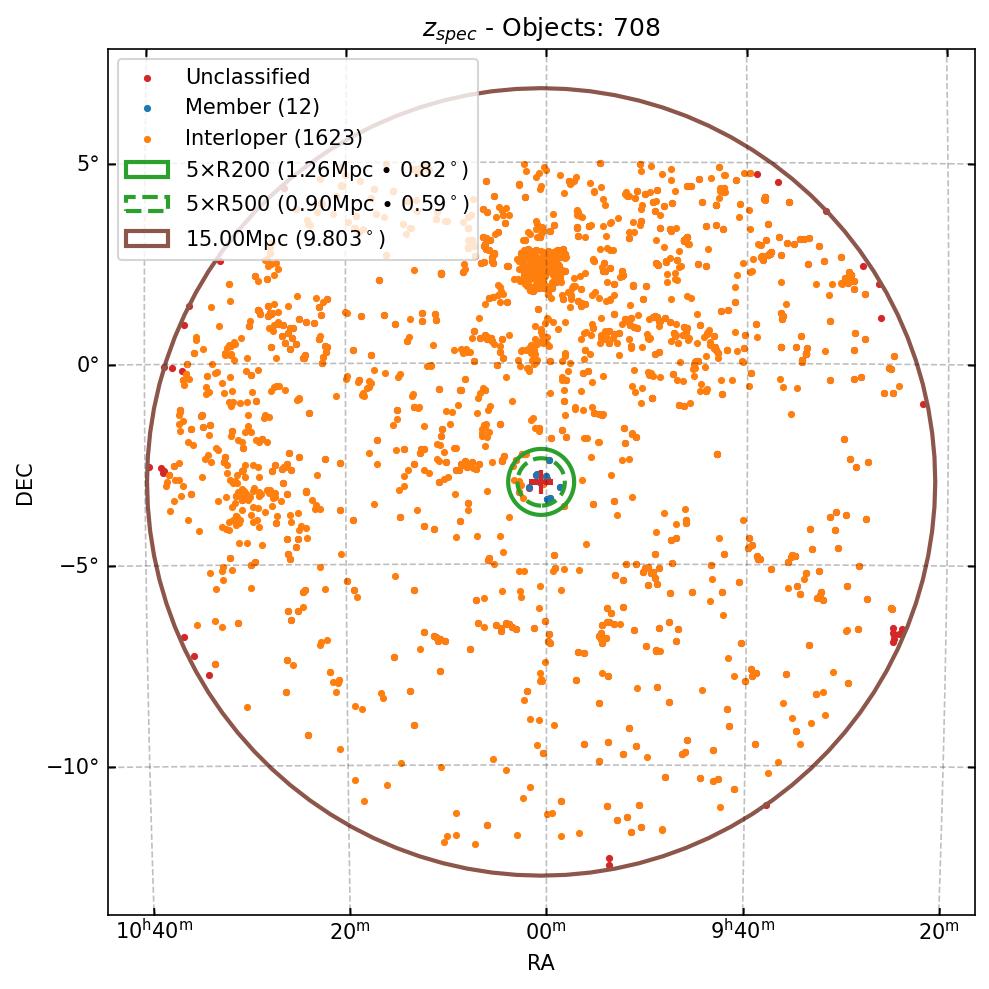 z_spec - Objects: 708
Unclassified
Member (12)
Interloper (1623)
5×R200 (1.26Mpc • 0.82°)
5×R500 (0.90Mpc • 0.59°)
15.00Mpc (9.803°)
5°
0°
−5°
−10°
DEC
10h40m 20m 00m 9h40m 20m
RA